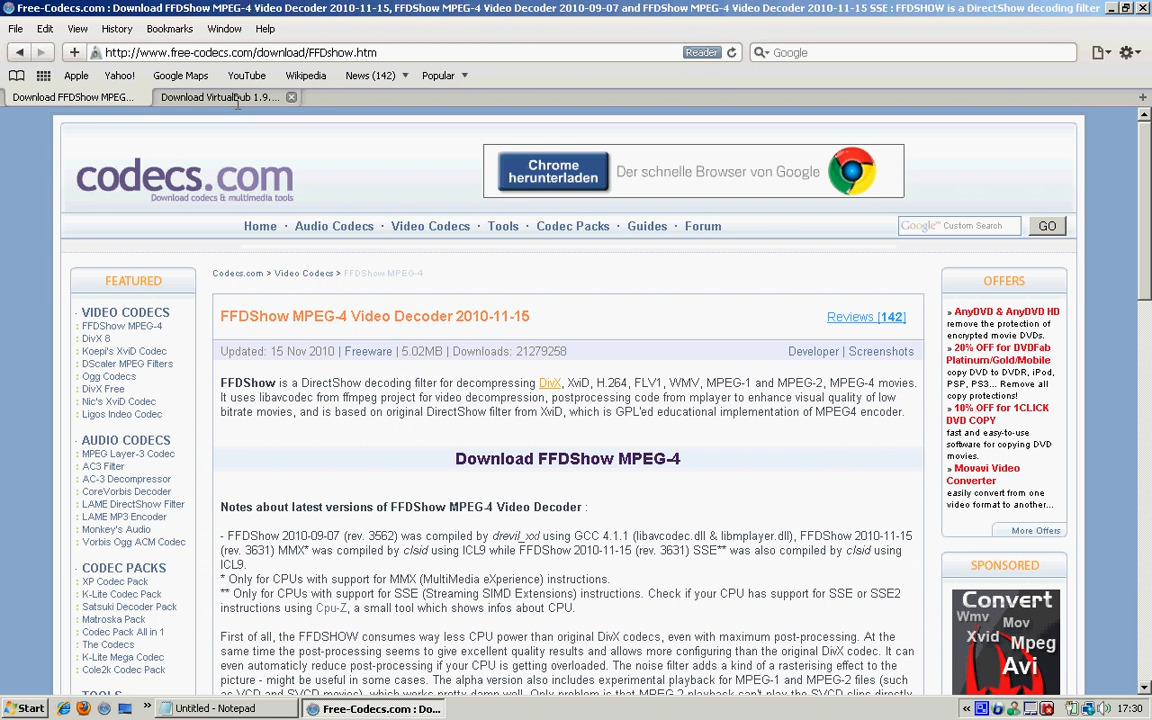 Free-Codecs.com : Download FFDShow MPEG-4 Video Decoder 2010-11-15, FFDShow MPEG-4 Video Decoder 2010-09-07 and FFDShow MPEG-4 Video Decoder 2010-11-15 SSE : FFDSHOW is a DirectShow decoding filter
File Edit View History Bookmarks Window Help
http://www.free-codecs.com/download/FFDshow.htm Reader Google
Apple Yahoo! Google Maps YouTube Wikipedia News (142) Popular
Download FFDShow MPEG... Download VirtualDub 1.9....
codecs.com
Download codecs & multimedia tools
Chrome herunterladen
Der schnelle Browser von Google
Home · Audio Codecs · Video Codecs · Tools · Codec Packs · Guides · Forum
Google™ Custom Search GO
FEATURED
· VIDEO CODECS
: FFDShow MPEG-4
: DivX 8
: Koepi's XviD Codec
: DScaler MPEG Filters
: Ogg Codecs
: DivX Free
: Nic's XviD Codec
: Ligos Indeo Codec
· AUDIO CODECS
: MPEG Layer-3 Codec
: AC3 Filter
: AC-3 Decompressor
: CoreVorbis Decoder
: LAME DirectShow Filter
: LAME MP3 Encoder
: Monkey's Audio
: Vorbis Ogg ACM Codec
· CODEC PACKS
: XP Codec Pack
: K-Lite Codec Pack
: Satsuki Decoder Pack
: Matroska Pack
: Codec Pack All in 1
: The Codecs
: K-Lite Mega Codec
: Cole2k Codec Pack
· TOOLS
Codecs.com > Video Codecs > FFDShow MPEG-4
FFDShow MPEG-4 Video Decoder 2010-11-15
Reviews [142]
Updated: 15 Nov 2010 | Freeware | 5.02MB | Downloads: 21279258
Developer | Screenshots
FFDShow is a DirectShow decoding filter for decompressing DivX, XviD, H.264, FLV1, WMV, MPEG-1 and MPEG-2, MPEG-4 movies.
It uses libavcodec from ffmpeg project for video decompression, postprocessing code from mplayer to enhance visual quality of low
bitrate movies, and is based on original DirectShow filter from XviD, which is GPL'ed educational implementation of MPEG4 encoder.
Download FFDShow MPEG-4
Notes about latest versions of FFDShow MPEG-4 Video Decoder :
- FFDShow 2010-09-07 (rev. 3562) was compiled by drevil_xxl using GCC 4.1.1 (libavcodec.dll & libmplayer.dll), FFDShow 2010-11-15
(rev. 3631) MMX* was compiled by clsid using ICL9 while FFDShow 2010-11-15 (rev. 3631) SSE** was also compiled by clsid using
ICL9.
* Only for CPUs with support for MMX (MultiMedia eXpression) instructions.
** Only for CPUs with support for SSE (Streaming SIMD Extensions) instructions. Check if your CPU has support for SSE or SSE2
instructions using Cpu-Z, a small tool which shows infos about CPU.
First of all, the FFDSHOW consumes way less CPU power than original DivX codecs, even with maximum post-processing. At the
same time the post-processing seems to give excellent quality results and allows more configuring than the original DivX codec. It can
even automaticly reduce post-processing if your CPU is getting overloaded. The noise filter adds a kind of a rasterising effect to the
picture - might be useful in some cases. The alpha version also includes experimental playback for MPEG-1 and MPEG-2 files (such
as VCD and SVCD movies), which works pretty damn well. Only problem is that MPEG-2 playback can't play the SVCD clips directly
OFFERS
» AnyDVD & AnyDVD HD
remove the protection of
encrypted movie DVDs.
» 20% OFF for DVDFab
Platinum/Gold/Mobile
copy DVD to DVDR, iPod,
PSP, PS3... Remove all
copy protections!
» 10% OFF for 1CLICK
DVD COPY
fast and easy-to-use
software for copying DVD
movies.
» Movavi Video
Converter
easily convert from one
video format to another...
More Offers
SPONSORED
Convert
Wmv Mov
Xvid Mpeg
Avi
Start Untitled - Notepad Free-Codecs.com : Do... 17:30